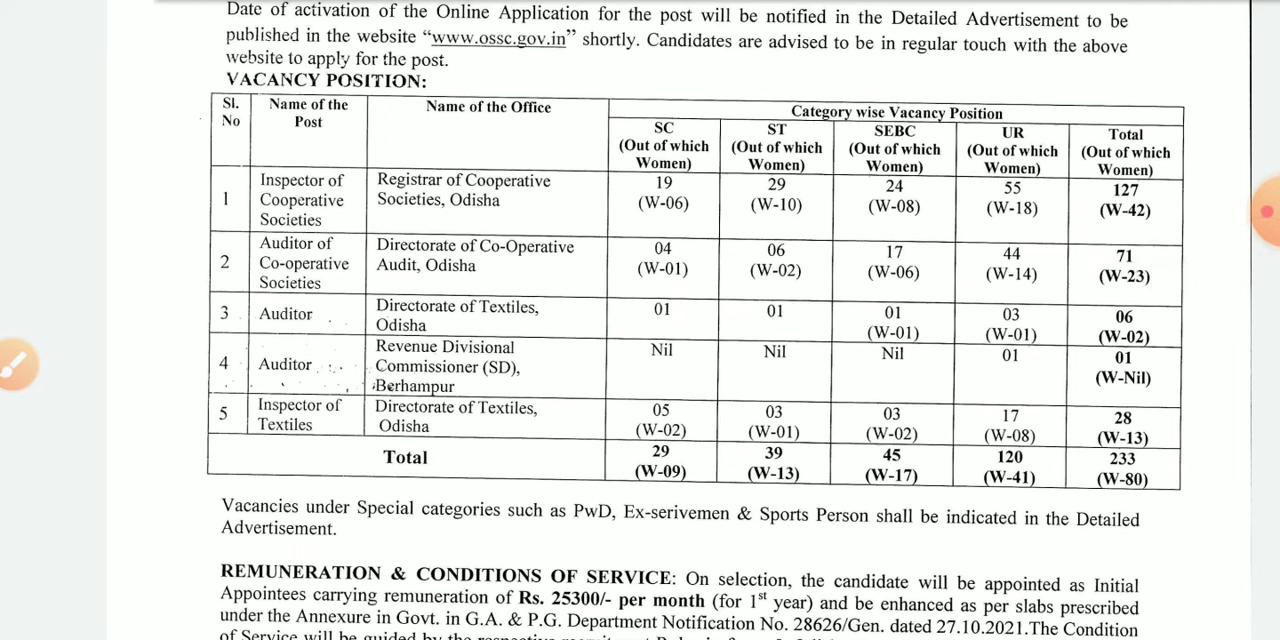 Date of activation of the Online Application for the post will be notified in the Detailed Advertisement to be
published in the website “www.ossc.gov.in” shortly. Candidates are advised to be in regular touch with the above
website to apply for the post.
VACANCY POSITION:
Sl. No | Name of the Post | Name of the Office | Category wise Vacancy Position
SC (Out of which Women) | ST (Out of which Women) | SEBC (Out of which Women) | UR (Out of which Women) | Total (Out of which Women)
1 | Inspector of Cooperative Societies | Registrar of Cooperative Societies, Odisha | 19 (W-06) | 29 (W-10) | 24 (W-08) | 55 (W-18) | 127 (W-42)
2 | Auditor of Co-operative Societies | Directorate of Co-Operative Audit, Odisha | 04 (W-01) | 06 (W-02) | 17 (W-06) | 44 (W-14) | 71 (W-23)
3 | Auditor | Directorate of Textiles, Odisha | 01 | 01 | 01 (W-01) | 03 (W-01) | 06 (W-02)
4 | Auditor | Revenue Divisional Commissioner (SD), Berhampur | Nil | Nil | Nil | 01 | 01 (W-Nil)
5 | Inspector of Textiles | Directorate of Textiles, Odisha | 05 (W-02) | 03 (W-01) | 03 (W-02) | 17 (W-08) | 28 (W-13)
Total | 29 (W-09) | 39 (W-13) | 45 (W-17) | 120 (W-41) | 233 (W-80)
Vacancies under Special categories such as PwD, Ex-serivemen & Sports Person shall be indicated in the Detailed
Advertisement.
REMUNERATION & CONDITIONS OF SERVICE: On selection, the candidate will be appointed as Initial
Appointees carrying remuneration of Rs. 25300/- per month (for 1st year) and be enhanced as per slabs prescribed
under the Annexure in Govt. in G.A. & P.G. Department Notification No. 28626/Gen. dated 27.10.2021.The Condition
of Service will be guided by the